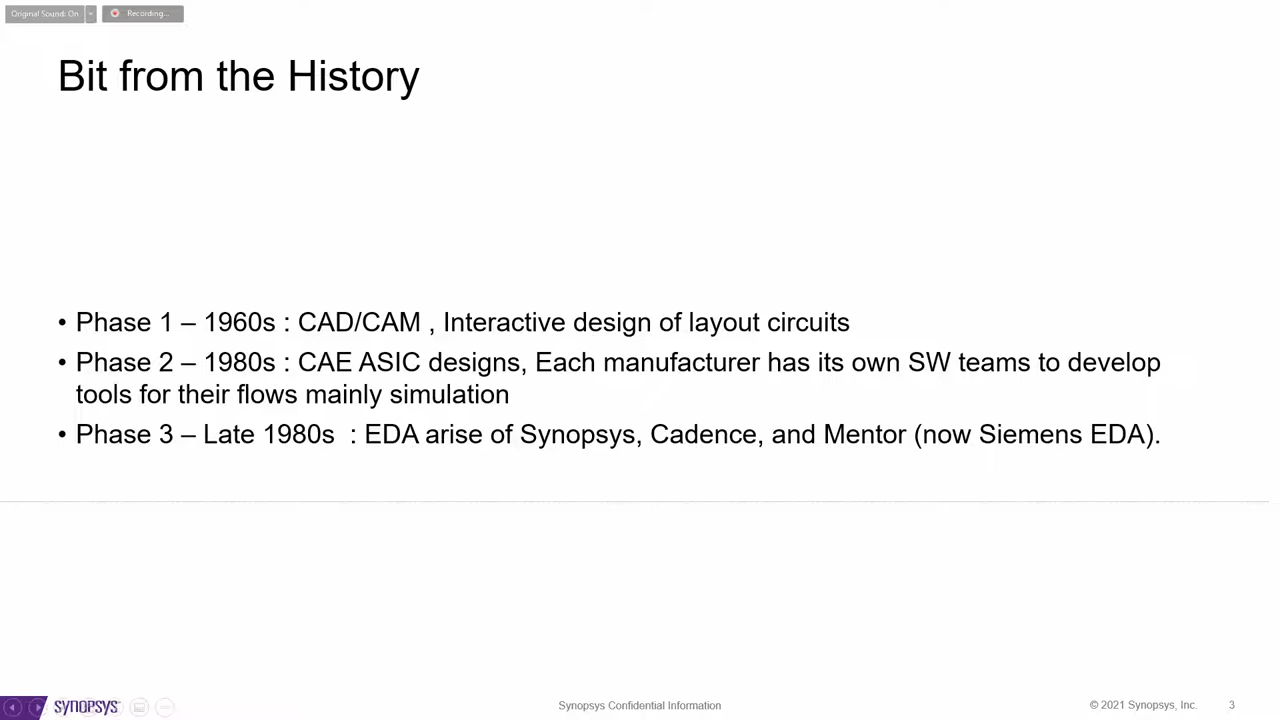 Original Sound: On
Recording...
Bit from the History
• Phase 1 – 1960s : CAD/CAM , Interactive design of layout circuits
• Phase 2 – 1980s : CAE ASIC designs, Each manufacturer has its own SW teams to develop
tools for their flows mainly simulation
• Phase 3 – Late 1980s  : EDA arise of Synopsys, Cadence, and Mentor (now Siemens EDA).
SYNOPSYS
Synopsys Confidential Information
© 2021 Synopsys, Inc.
3